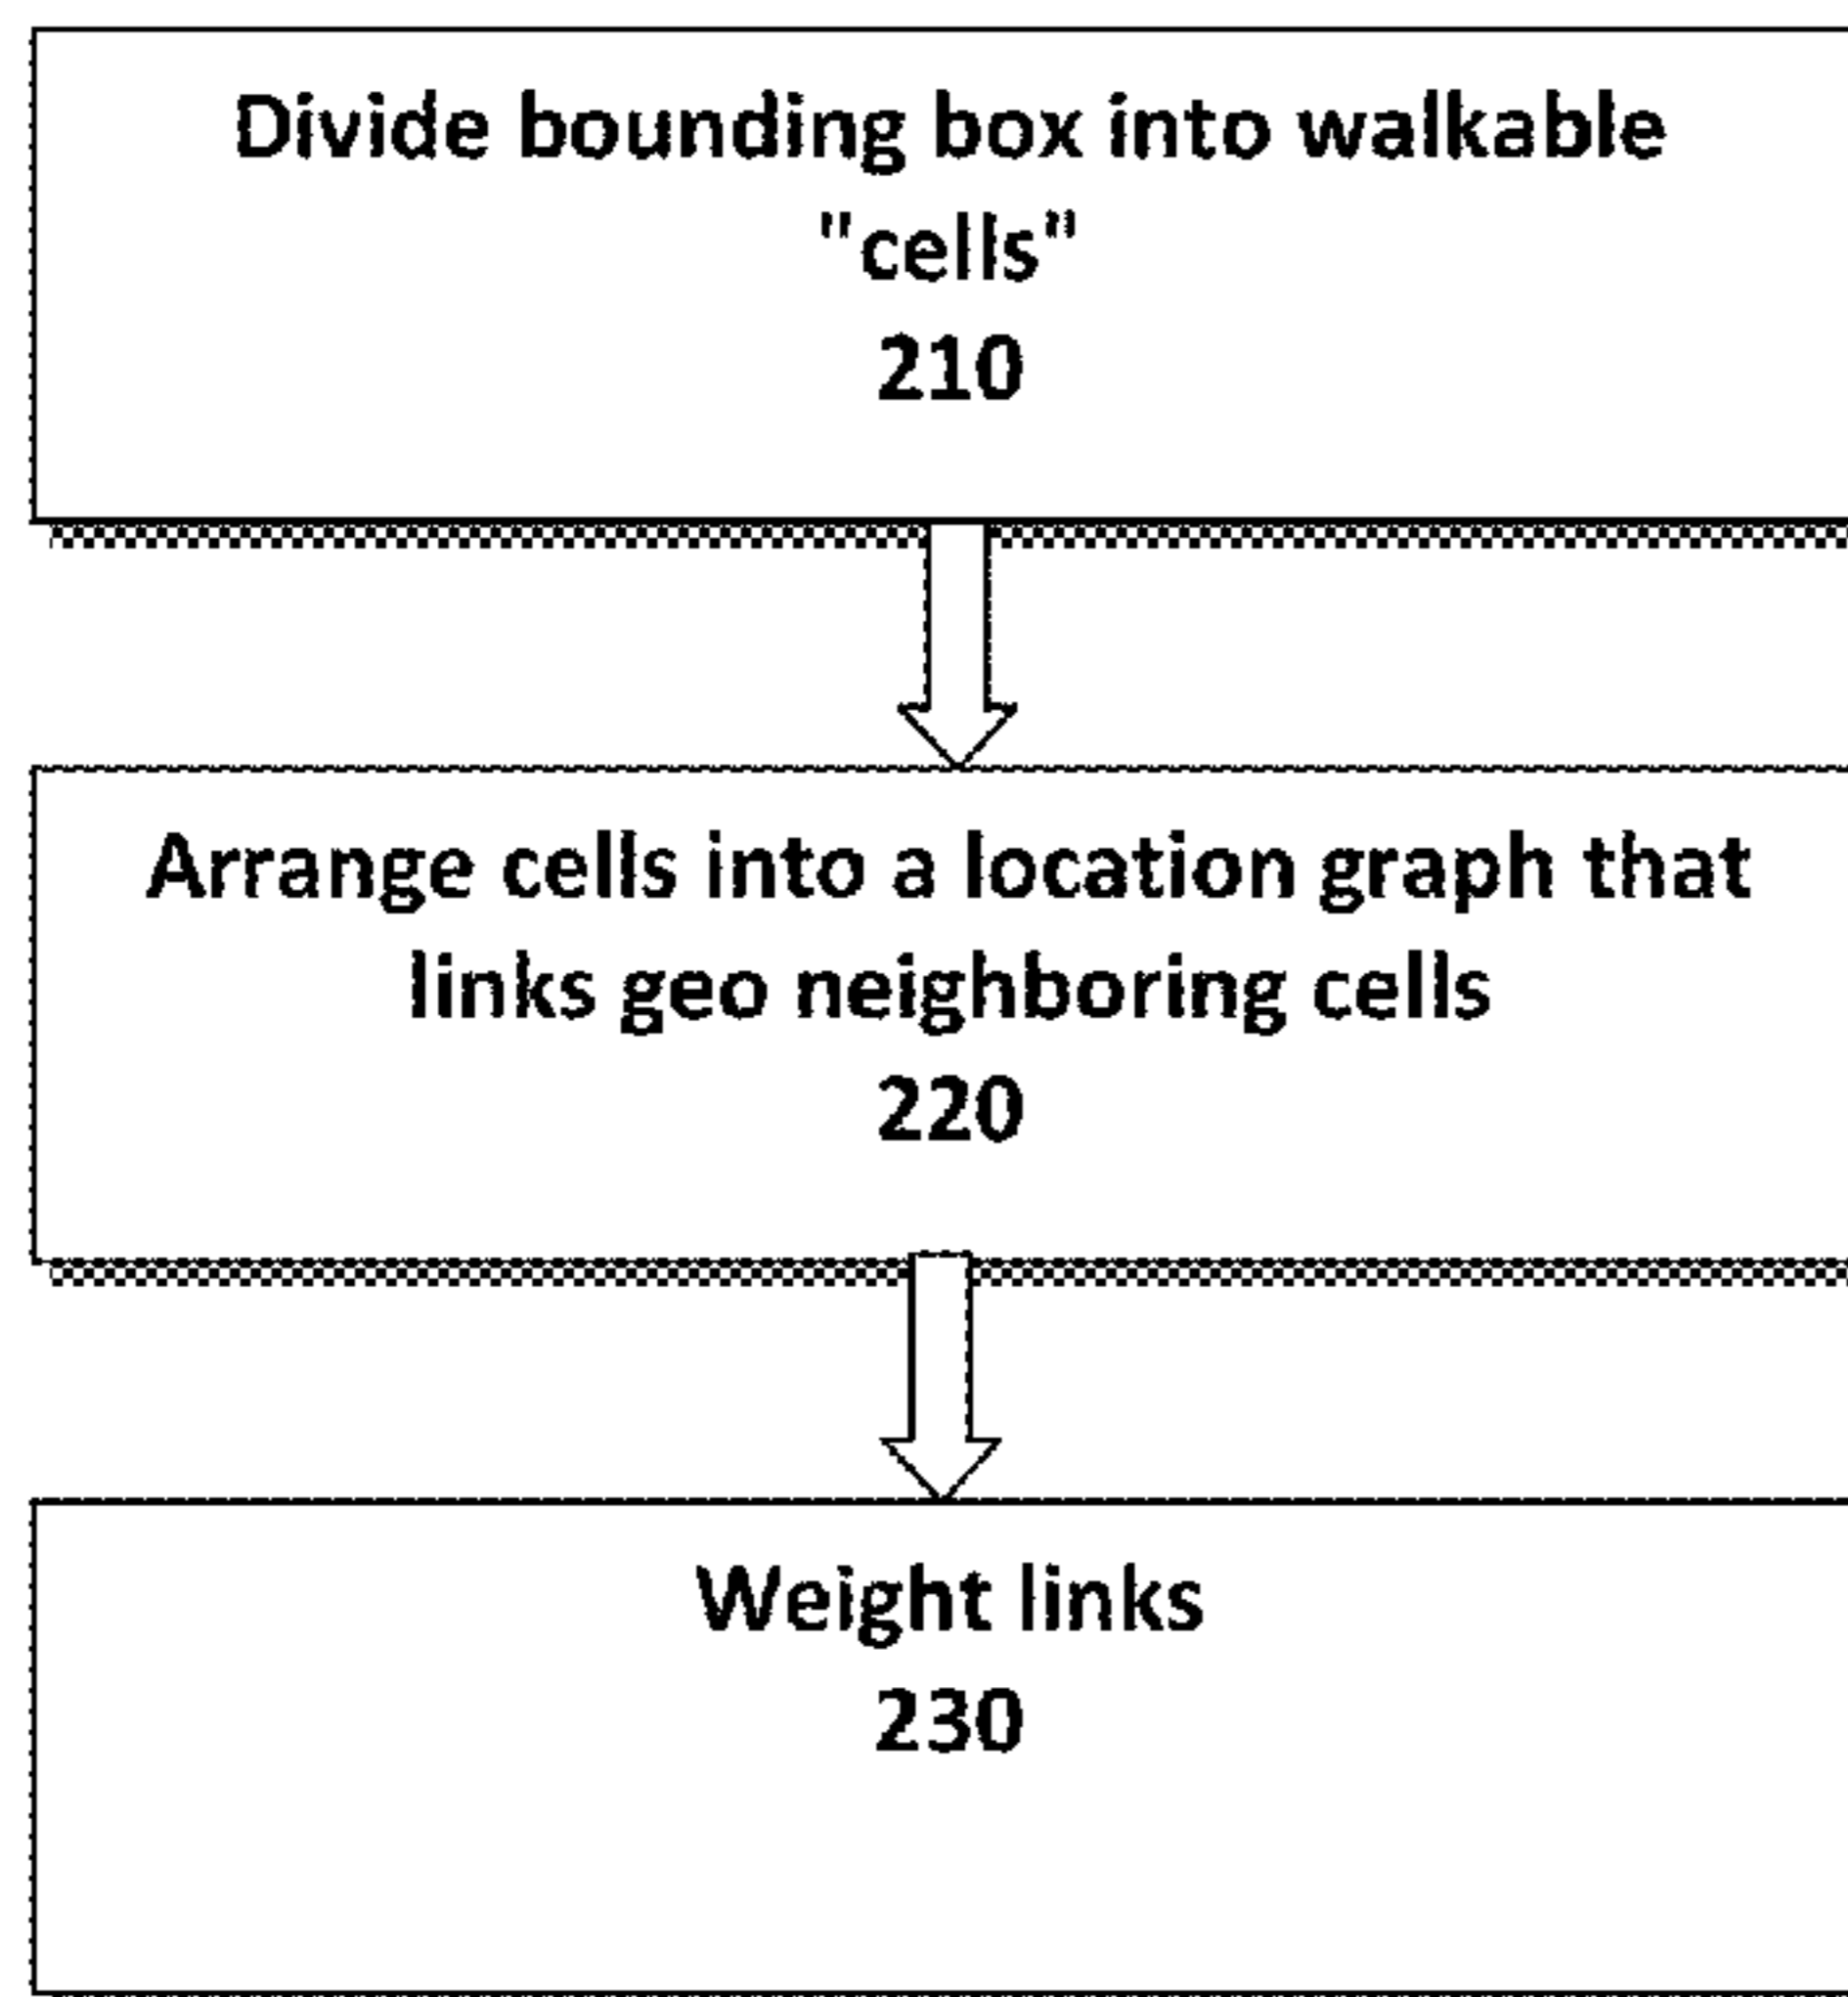 Divide bounding box into walkable
"cells"
210
Arrange cells into a location graph that
links geo neighboring cells
220
Weight links
230